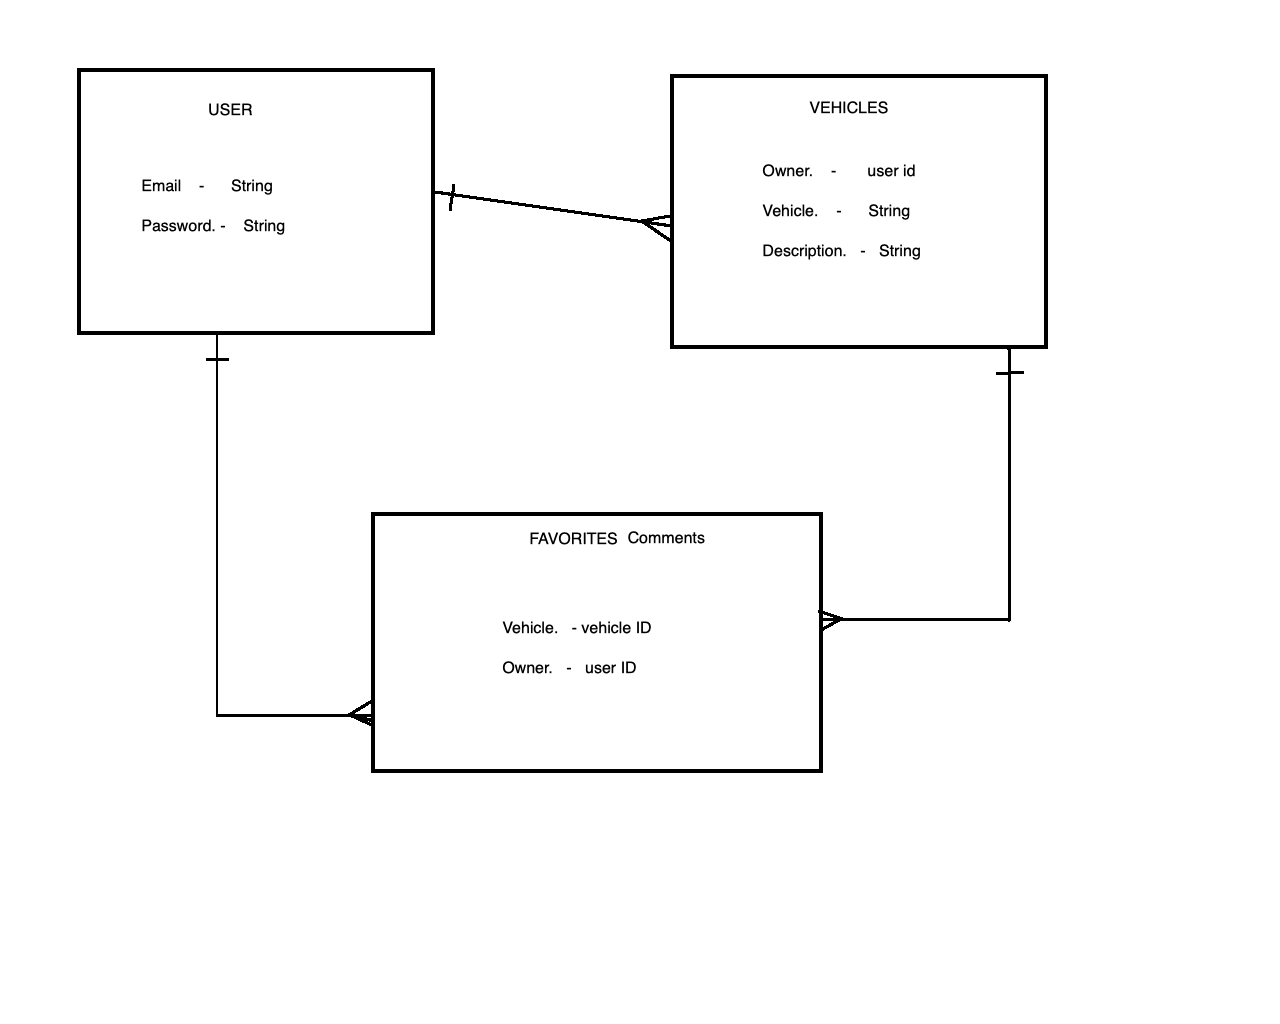 USER
Email - String
Password. - String
VEHICLES
Owner. - user id
Vehicle. - String
Description. - String
FAVORITES Comments
Vehicle. - vehicle ID
Owner. - user ID